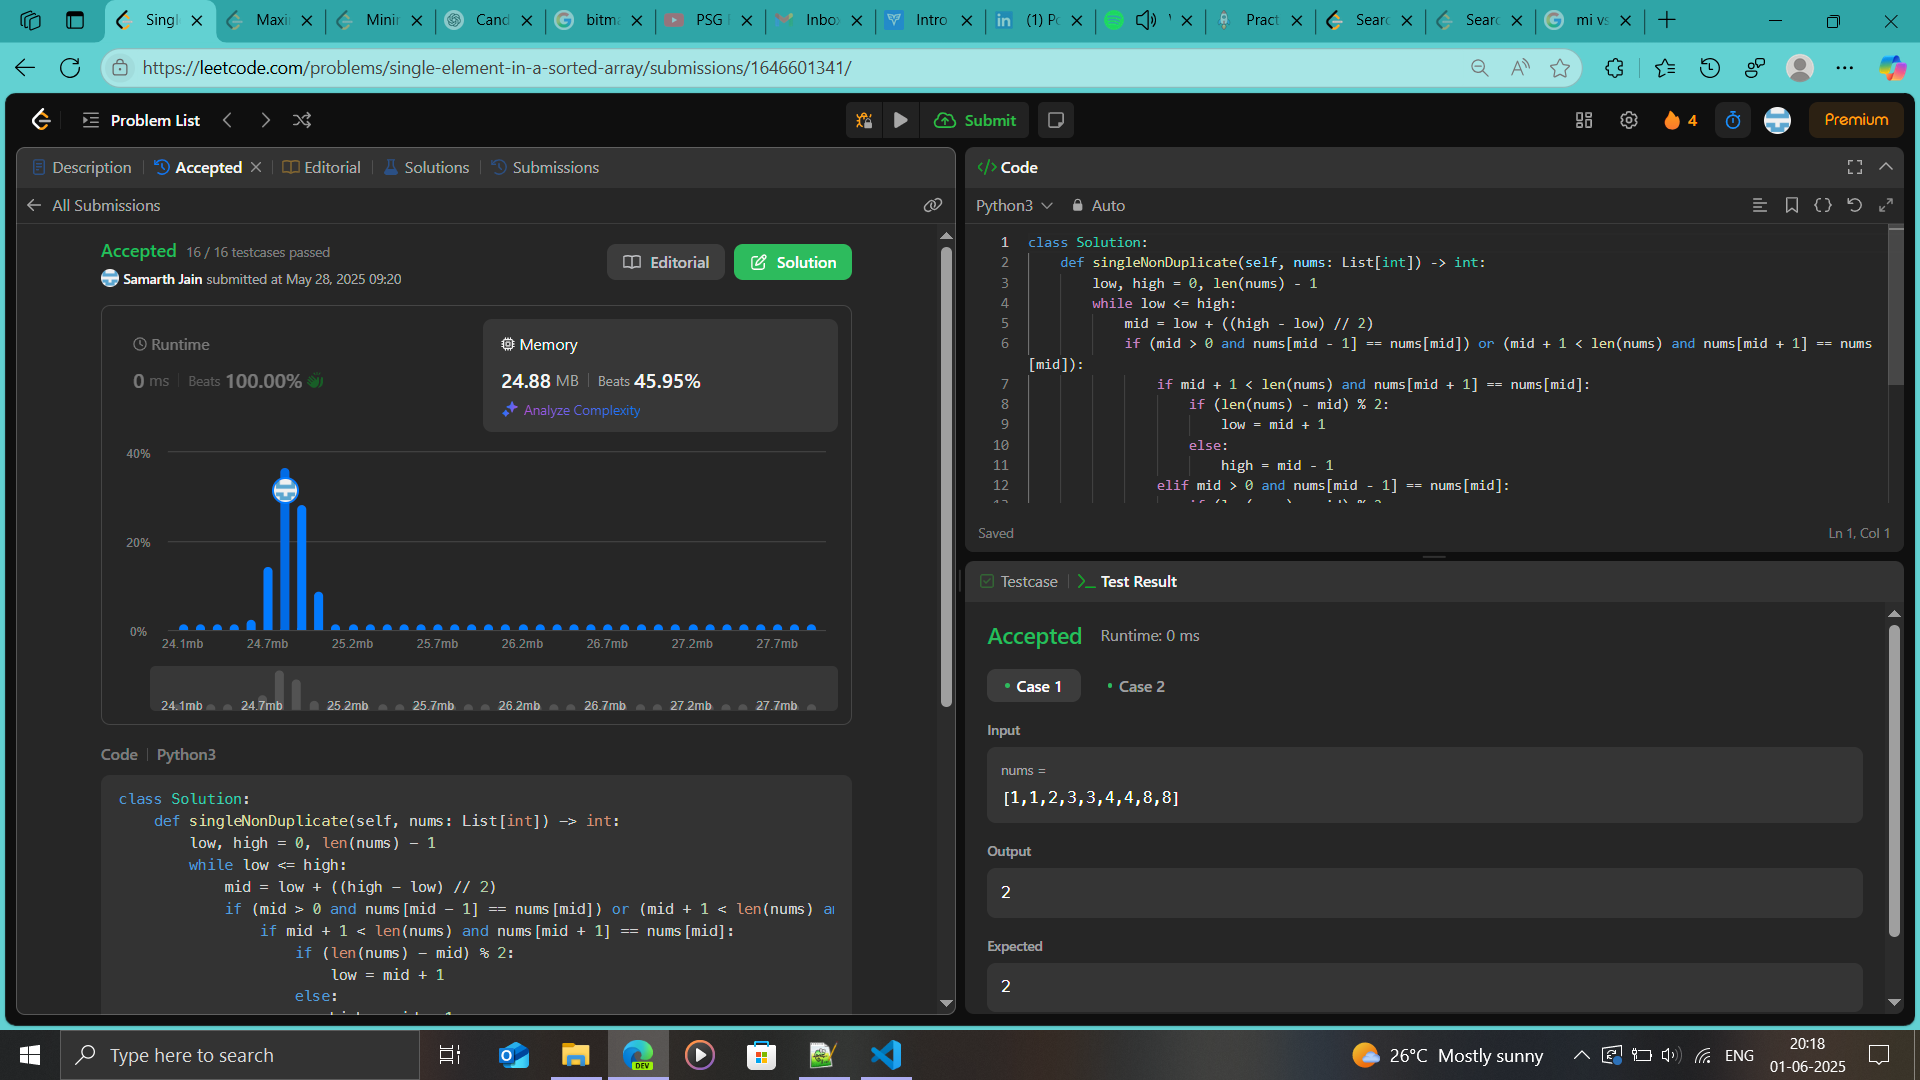 Singl
Maxi
Minir
Cand
bitma
PSG
Inbox
Intro
(1) Po
Pract
Searc
Searc
mi vs
https://leetcode.com/problems/single-element-in-a-sorted-array/submissions/1646601341/
Problem List
Submit
4
Premium
Description
Accepted
Editorial
Solutions
Submissions
All Submissions
Accepted 16 / 16 testcases passed
Samarth Jain submitted at May 28, 2025 09:20
Editorial
Solution
Runtime
0 ms Beats 100.00%
Memory
24.88 MB Beats 45.95%
Analyze Complexity
40%
20%
0%
24.1mb 24.7mb 25.2mb 25.7mb 26.2mb 26.7mb 27.2mb 27.7mb
24.1mb 24.7mb 25.2mb 25.7mb 26.2mb 26.7mb 27.2mb 27.7mb
Code Python3
class Solution:
def singleNonDuplicate(self, nums: List[int]) -> int:
low, high = 0, len(nums) - 1
while low <= high:
mid = low + ((high - low) // 2)
if (mid > 0 and nums[mid - 1] == nums[mid]) or (mid + 1 < len(nums) an
if mid + 1 < len(nums) and nums[mid + 1] == nums[mid]:
if (len(nums) - mid) % 2:
low = mid + 1
else:
Code
Python3 Auto
1 class Solution:
2 def singleNonDuplicate(self, nums: List[int]) -> int:
3 low, high = 0, len(nums) - 1
4 while low <= high:
5 mid = low + ((high - low) // 2)
6 if (mid > 0 and nums[mid - 1] == nums[mid]) or (mid + 1 < len(nums) and nums[mid + 1] == nums
[mid]):
7 if mid + 1 < len(nums) and nums[mid + 1] == nums[mid]:
8 if (len(nums) - mid) % 2:
9 low = mid + 1
10 else:
11 high = mid - 1
12 elif mid > 0 and nums[mid - 1] == nums[mid]:
Saved
Ln 1, Col 1
Testcase
Test Result
Accepted Runtime: 0 ms
Case 1
Case 2
Input
nums =
[1,1,2,3,3,4,4,8,8]
Output
2
Expected
2
Type here to search
DEV
26°C Mostly sunny
ENG
20:18
01-06-2025